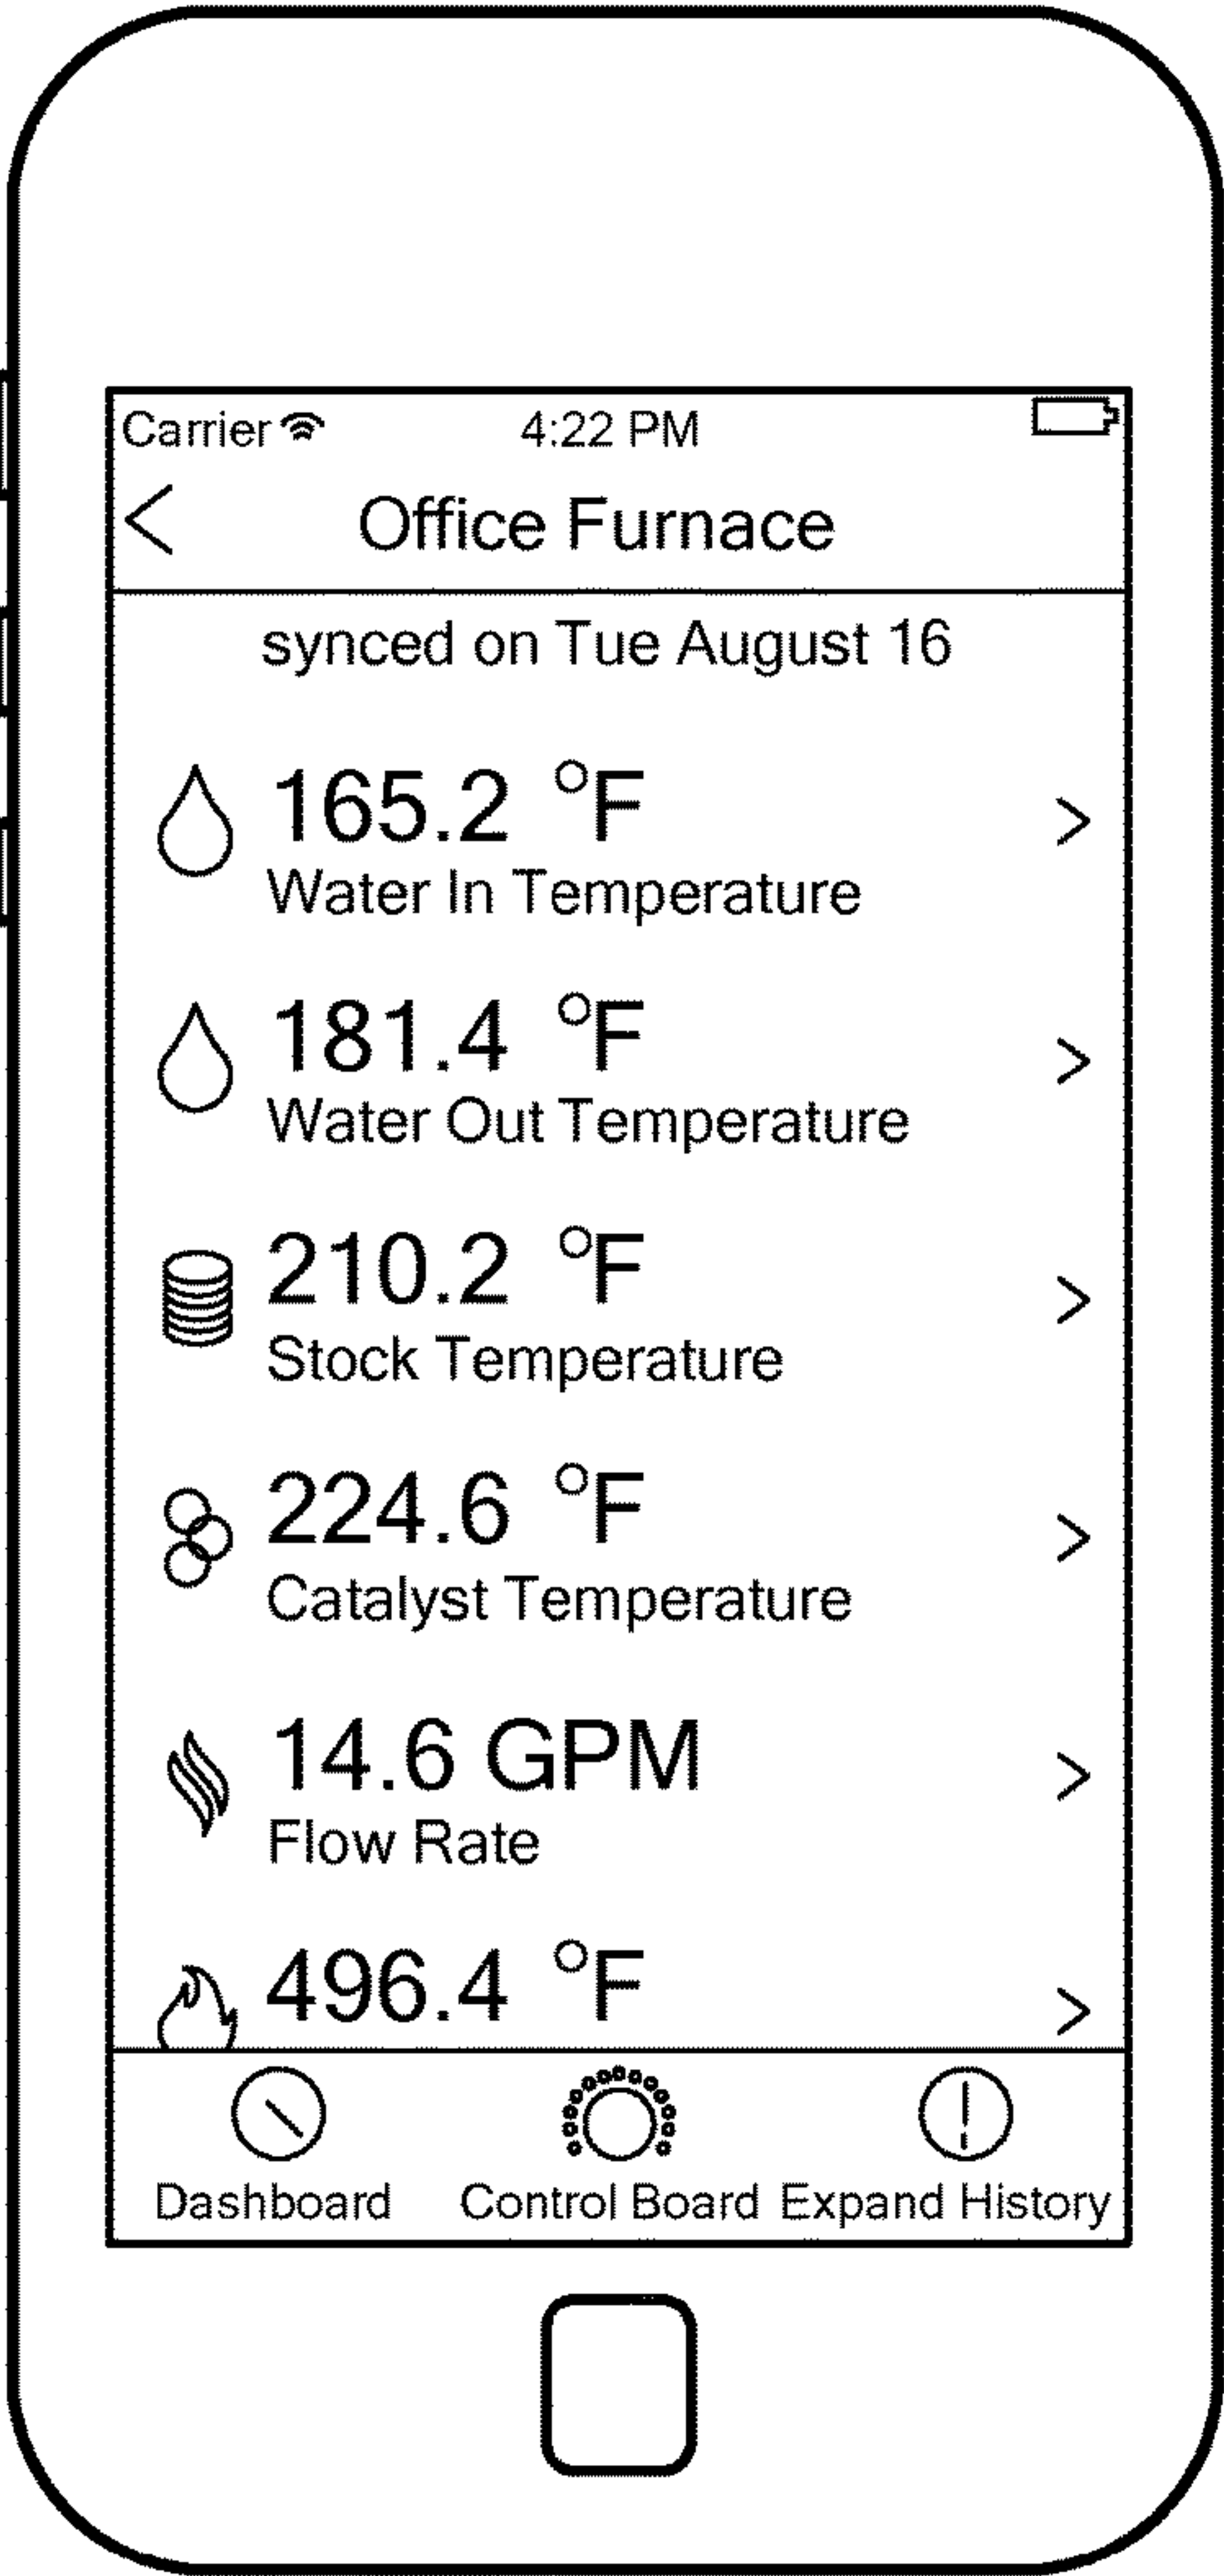 Carrier 4:22 PM
< Office Furnace
synced on Tue August 16
165.2 °F >
Water In Temperature
181.4 °F >
Water Out Temperature
210.2 °F >
Stock Temperature
224.6 °F >
Catalyst Temperature
14.6 GPM >
Flow Rate
496.4 °F >
Dashboard Control Board Expand History